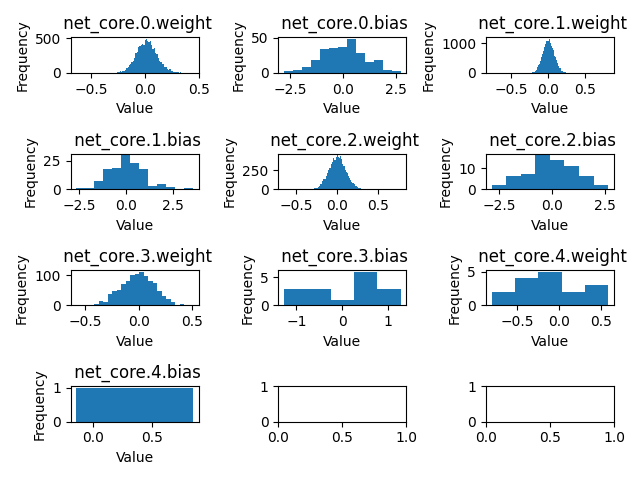 net_core.0.weight
Frequency
500
0
−0.5
0.0
0.5
Value
net_core.0.bias
Frequency
50
0
−2.5
0.0
2.5
Value
net_core.1.weight
Frequency
1000
0
−0.5
0.0
0.5
Value
net_core.1.bias
Frequency
25
0
−2.5
0.0
2.5
Value
net_core.2.weight
Frequency
250
0
−0.5
0.0
0.5
Value
net_core.2.bias
Frequency
10
0
−2.5
0.0
2.5
Value
net_core.3.weight
Frequency
100
0
−0.5
0.0
0.5
Value
net_core.3.bias
Frequency
5
0
−1
0
1
Value
net_core.4.weight
Frequency
5
0
−0.5
0.0
0.5
Value
net_core.4.bias
Frequency
1
0
0.0
0.5
Value
1
0
0.0
0.5
1.0
1
0
0.0
0.5
1.0